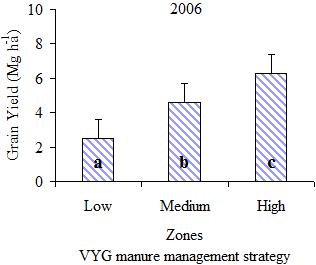 2006
Grain Yield (Mg ha-1)
10
8
6
4
2
0
a b c
Low Medium High
Zones
VYG manure management strategy